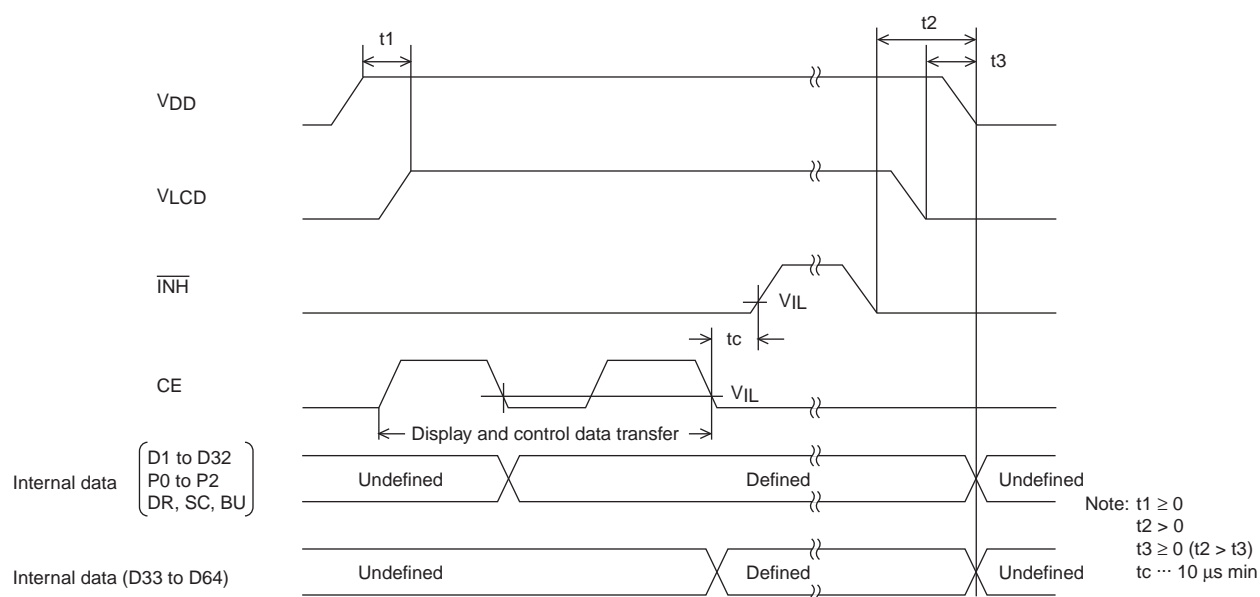 t1
t2
t3
VDD
VLCD
INH
VIL
tc
CE
VIL
Display and control data transfer
Internal data
D1 to D32
P0 to P2
DR, SC, BU
Undefined
Defined
Undefined
Internal data (D33 to D64)
Undefined
Defined
Undefined
Note: t1 ≥ 0
t2 > 0
t3 ≥ 0 (t2 > t3)
tc ··· 10 µs min